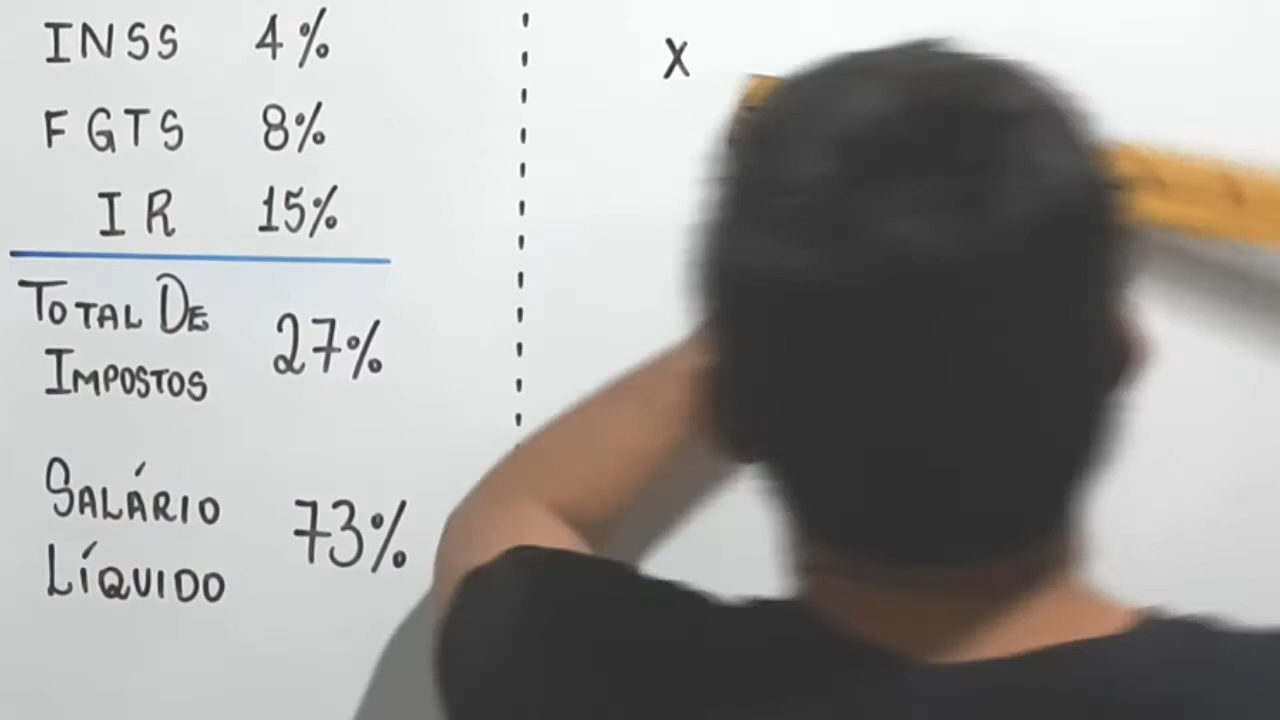 INSS 4%
FGTS 8%
IR 15%
TOTAL DE
IMPOSTOS 27%
SALÁRIO
LÍQUIDO 73%
X